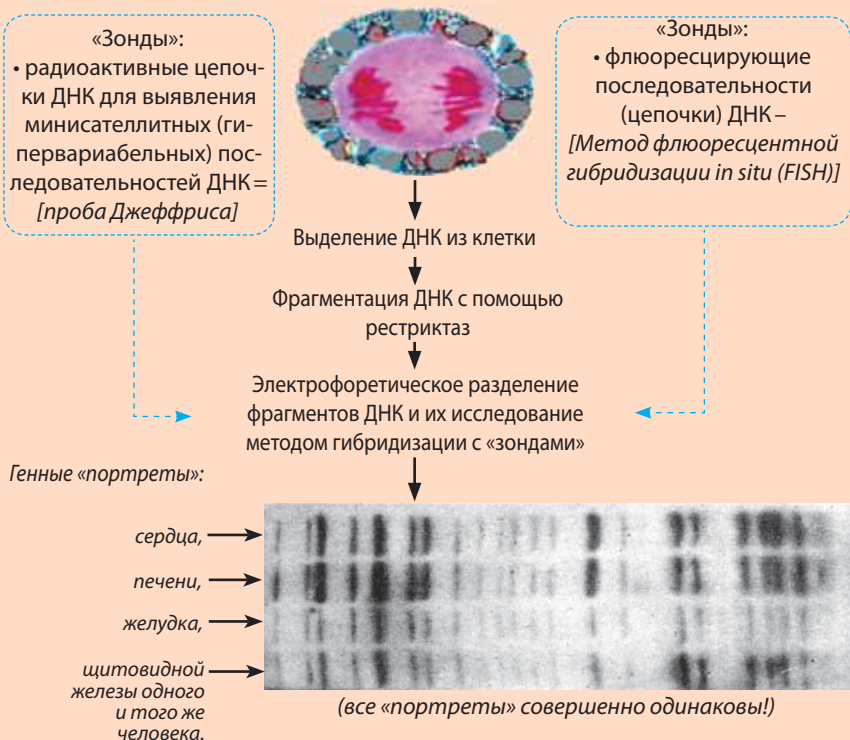 «Зонды»:
• радиоактивные цепоч-
ки ДНК для выявления
минисателлитных (ги-
первариабельных) пос-
ледовательностей ДНК =
[проба Джеффриса]
«Зонды»:
• флюоресцирующие
последовательности
(цепочки) ДНК –
[Метод флюоресцентной
гибридизации in situ (FISH)]
Выделение ДНК из клетки
Фрагментация ДНК с помощью
рестриктаз
Электрофоретическое разделение
фрагментов ДНК и их исследование
методом гибридизации с «зондами»
Генные «портреты»:
сердца,
печени,
желудка,
щитовидной
железы одного
и того же
человека.
(все «портреты» совершенно одинаковы!)